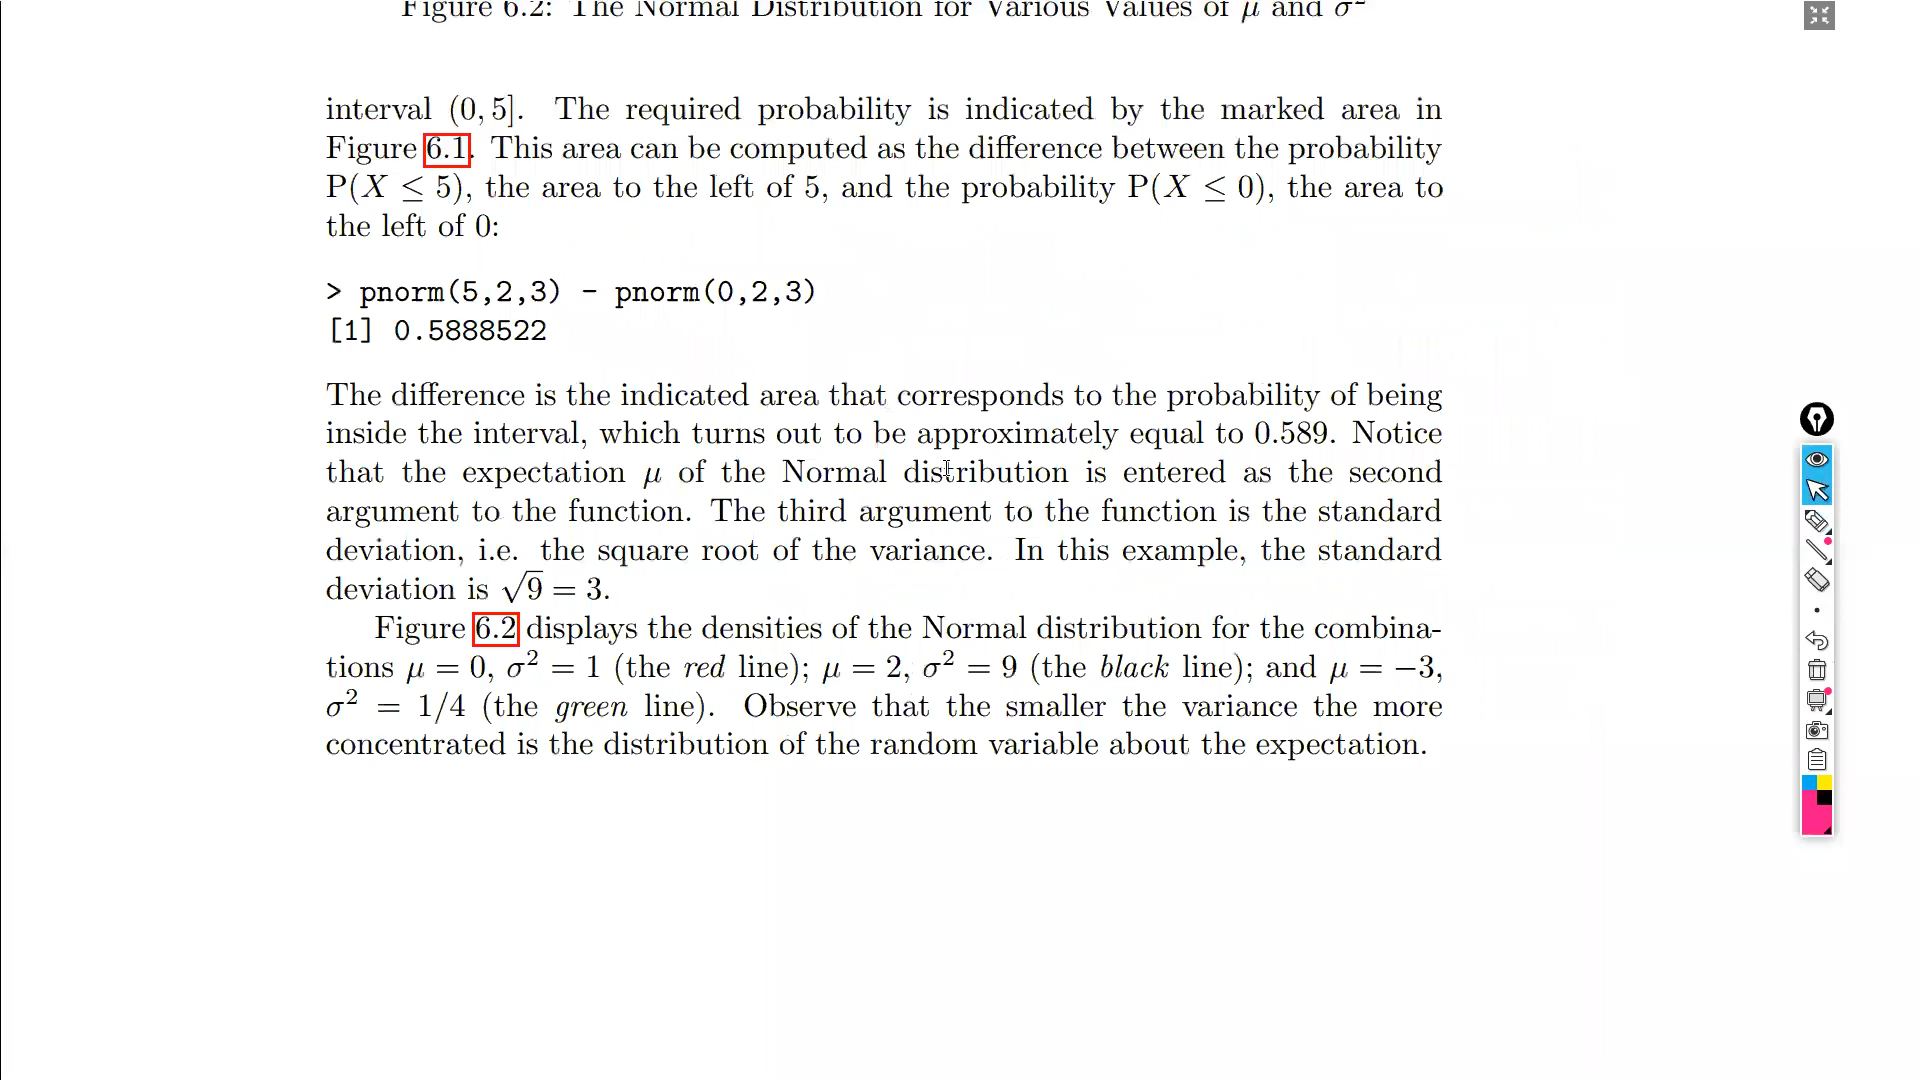 Figure 6.2: The Normal Distribution for Various Values of μ and σ²
interval (0, 5]. The required probability is indicated by the marked area in
Figure 6.1. This area can be computed as the difference between the probability
P(X ≤ 5), the area to the left of 5, and the probability P(X ≤ 0), the area to
the left of 0:
> pnorm(5,2,3) - pnorm(0,2,3)
[1] 0.5888522
The difference is the indicated area that corresponds to the probability of being
inside the interval, which turns out to be approximately equal to 0.589. Notice
that the expectation μ of the Normal distribution is entered as the second
argument to the function. The third argument to the function is the standard
deviation, i.e. the square root of the variance. In this example, the standard
deviation is √9 = 3.
Figure 6.2 displays the densities of the Normal distribution for the combina-
tions μ = 0, σ² = 1 (the red line); μ = 2, σ² = 9 (the black line); and μ = −3,
σ² = 1/4 (the green line). Observe that the smaller the variance the more
concentrated is the distribution of the random variable about the expectation.